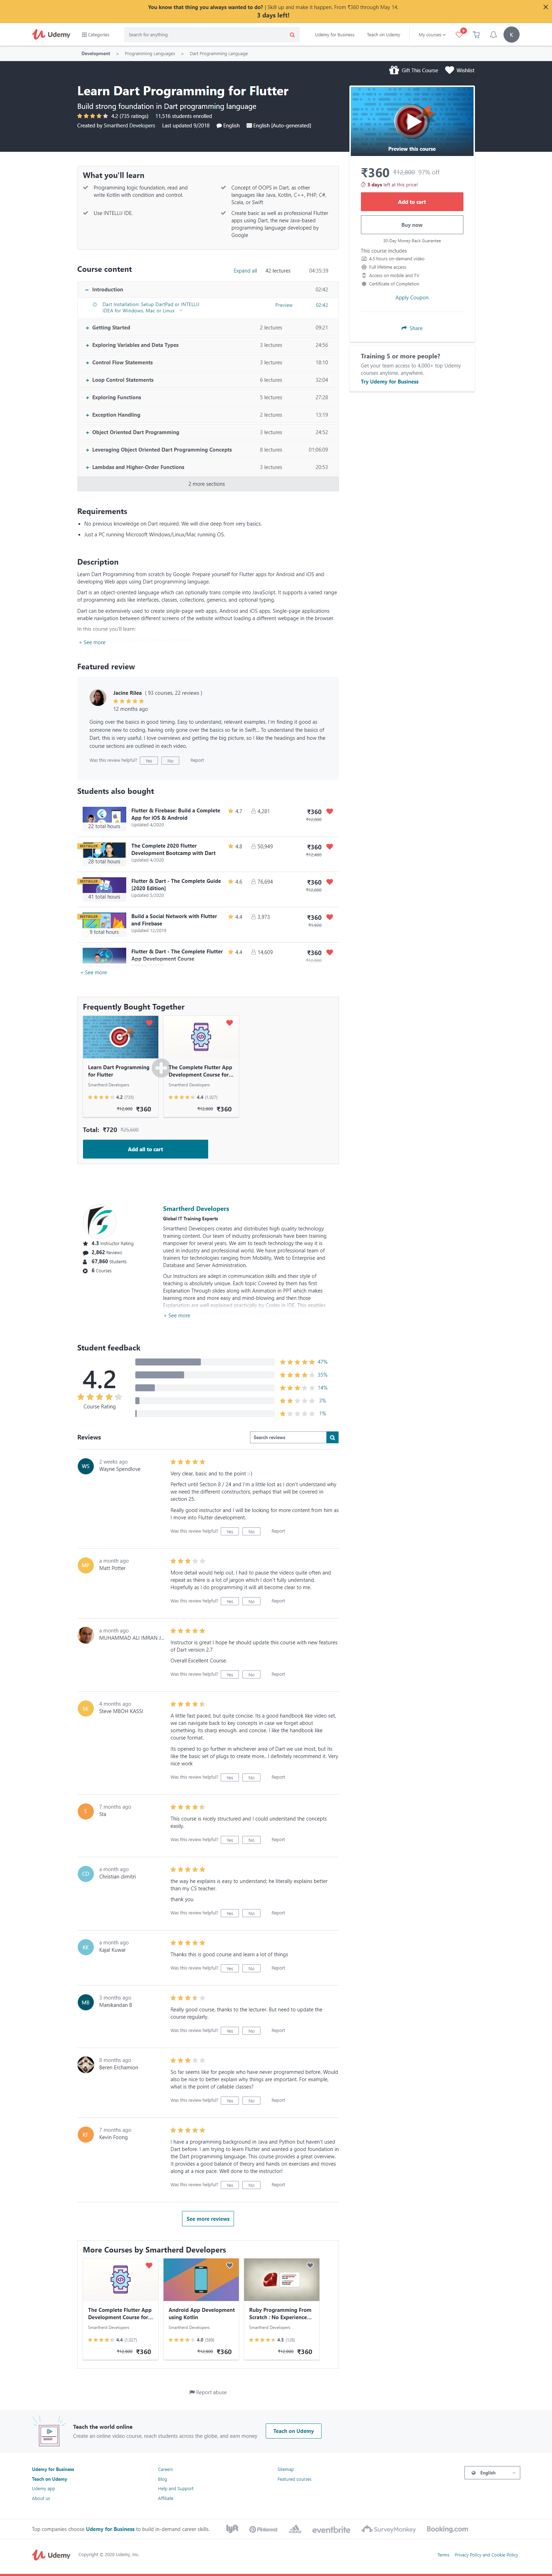 You know that thing you always wanted to do? | Skill up and make it happen. From ₹360 through May 14.
3 days left!
Udemy
Categories
Search for anything
Udemy for Business
Teach on Udemy
My courses
K
Development > Programming Languages > Dart Programming Language
Gift This Course
Wishlist
Learn Dart Programming for Flutter
Build strong foundation in Dart programming language
4.2 (735 ratings) 11,516 students enrolled
Created by Smartherd Developers Last updated 9/2018 English English [Auto-generated]
Preview this course
₹360 ₹12,800 97% off
3 days left at this price!
Add to cart
Buy now
30-Day Money-Back Guarantee
This course includes
4.5 hours on-demand video
Full lifetime access
Access on mobile and TV
Certificate of Completion
Apply Coupon
Share
Training 5 or more people?
Get your team access to 4,000+ top Udemy
courses anytime, anywhere.
Try Udemy for Business
What you'll learn
Programming logic foundation, read and
write Kotlin with condition and control.
Use INTELLIJ IDE.
Concept of OOPS in Dart, as other
languages like Java, Kotlin, C++, PHP, C#,
Scala, or Swift
Create basic as well as professional Flutter
apps using Dart, the new Java-based
programming language developed by
Google
Course content
Expand all 42 lectures 04:35:39
− Introduction 02:42
Dart Installation: Setup DartPad or INTELLIJ
IDEA for Windows, Mac or Linux
Preview 02:42
+ Getting Started 2 lectures 09:21
+ Exploring Variables and Data Types 3 lectures 24:56
+ Control Flow Statements 3 lectures 18:10
+ Loop Control Statements 6 lectures 32:04
+ Exploring Functions 5 lectures 27:28
+ Exception Handling 2 lectures 13:19
+ Object Oriented Dart Programming 3 lectures 24:52
+ Leveraging Object Oriented Dart Programming Concepts 8 lectures 01:06:09
+ Lambdas and Higher-Order Functions 3 lectures 20:53
2 more sections
Requirements
• No previous knowledge on Dart required. We will dive deep from very basics.
• Just a PC running Microsoft Windows/Linux/Mac running OS.
Description
Learn Dart Programming from scratch by Google. Prepare yourself for Flutter apps for Android and iOS and
developing Web apps using Dart programming language.
Dart is an object-oriented language which can optionally trans compile into JavaScript. It supports a varied range
of programming aids like interfaces, classes, collections, generics, and optional typing.
Dart can be extensively used to create single-page web apps, Android and iOS apps. Single-page applications
enable navigation between different screens of the website without loading a different webpage in the browser.
In this course you'll learn:
+ See more
Featured review
Jacine Rilea ( 93 courses, 22 reviews )
12 months ago
Going over the basics in good timing. Easy to understand, relevant examples. I'm finding it good as
someone new to coding, having only gone over the basics so far in Swift... To understand the basics of
Dart, this is very useful. I love overviews and getting the big picture, so I like the headings and how the
course sections are outlined in each video.
Was this review helpful? Yes No Report
Students also bought
22 total hours
Flutter & Firebase: Build a Complete
App for iOS & Android
Updated 4/2020
4.7 4,281 ₹360
BESTSELLER
28 total hours
The Complete 2020 Flutter
Development Bootcamp with Dart
Updated 4/2020
4.8 50,949 ₹360
BESTSELLER
41 total hours
Flutter & Dart - The Complete Guide
[2020 Edition]
Updated 5/2020
4.6 76,694 ₹360
BESTSELLER
9 total hours
Build a Social Network with Flutter
and Firebase
Updated 12/2019
4.4 3,973 ₹360
Flutter & Dart - The Complete Flutter
App Development Course
4.4 14,609 ₹360
+ See more
Frequently Bought Together
Learn Dart Programming
for Flutter
Smartherd Developers
4.2 (735)
₹12,800 ₹360
The Complete Flutter App
Development Course for...
Smartherd Developers
4.4 (1,027)
₹12,800 ₹360
Total: ₹720 ₹25,600
Add all to cart
4.3 Instructor Rating
2,862 Reviews
67,860 Students
6 Courses
Smartherd Developers
Global IT Training Experts
Smartherd Developers creates and distributes high quality technology
training content. Our team of industry professionals have been training
manpower for several years. We aim to teach technology the way it is
used in industry and professional world. We have professional team of
trainers for technologies ranging from Mobility, Web to Enterprise and
Database and Server Administration.
Our Instructors are adept in communication skills and their style of
teaching is absolutely unique. Each topic Covered by them has first
Explanation Through slides along with Animation in PPT which makes
learning more and more easy and mind-blowing and then those
Explanation are well explained practically by Codes in IDE. This enables
+ See more
Student feedback
4.2
Course Rating
47%
35%
14%
3%
1%
Reviews
Search reviews
WS
2 weeks ago
Wayne Spendlove
Very clear, basic and to the point :-)
Perfect until Section 8 / 24 and I'm a little lost as I don't understand why
we need the different constructors; perhaps that will be covered in
section 25.
Really good instructor and I will be looking for more content from him as
I move into Flutter development.
Was this review helpful? Yes No Report
MP
a month ago
Matt Potter
More detail would help out. I had to pause the videos quite often and
repeat as there is a lot of jargon which I don't fully understand.
Hopefully as I do programming it will all become clear to me.
Was this review helpful? Yes No Report
a month ago
MUHAMMAD ALI IMRAN J...
Instructor is great I hope he should update this course with new features
of Dart version 2.7
Overall Excellent Course.
Was this review helpful? Yes No Report
4 months ago
Steve MBOH KASSI
A little fast paced, but quite concise. Its a good handbook like video set,
we can navigate back to key concepts in case we forget about
something. Its sharp enough, and concise. I like the handbook like
course format.
Its opened to go further in whichever area of Dart we use most, but its
like the basic set of plugs to create more... I definitely recommend it. Very
nice work
Was this review helpful? Yes No Report
S
7 months ago
Sta
This course is nicely structured and I could understand the concepts
easily.
Was this review helpful? Yes No Report
CD
a month ago
Christian dimitri
the way he explains is easy to understand; he literally explains better
than my CS teacher.
thank you
Was this review helpful? Yes No Report
KK
a month ago
Kajal Kuwar
Thanks this is good course and learn a lot of things
Was this review helpful? Yes No Report
MB
3 months ago
Manikandan B
Really good course, thanks to the lecturer. But need to update the
course regularly.
Was this review helpful? Yes No Report
8 months ago
Beren Erchamion
So far seems like for people who have never programmed before. Would
also be nice to better explain why things are important. For example,
what is the point of callable classes?
Was this review helpful? Yes No Report
KF
7 months ago
Kevin Foong
I have a programming background in Java and Python but haven't used
Dart before. I am trying to learn Flutter and wanted a good foundation in
the Dart programming language. This course provides a great overview.
It provides a good balance of theory and hands on exercises and moves
along at a nice pace. Well done to the instructor!
Was this review helpful? Yes No Report
See more reviews
More Courses by Smartherd Developers
The Complete Flutter App
Development Course for...
Smartherd Developers
4.4 (1,027)
₹12,800 ₹360
Android App Development
using Kotlin
Smartherd Developers
4.0 (589)
₹12,800 ₹360
Ruby Programming From
Scratch : No Experience...
Smartherd Developers
4.5 (128)
₹12,800 ₹360
Report abuse
Teach the world online
Create an online video course, reach students across the globe, and earn money
Teach on Udemy
Udemy for Business
Teach on Udemy
Udemy app
About us
Careers
Blog
Help and Support
Affiliate
Sitemap
Featured courses
English
Top companies choose Udemy for Business to build in-demand career skills.
lyft
Pinterest
adidas
eventbrite
SurveyMonkey
Booking.com
Udemy
Copyright © 2020 Udemy, Inc.
Terms Privacy Policy and Cookie Policy